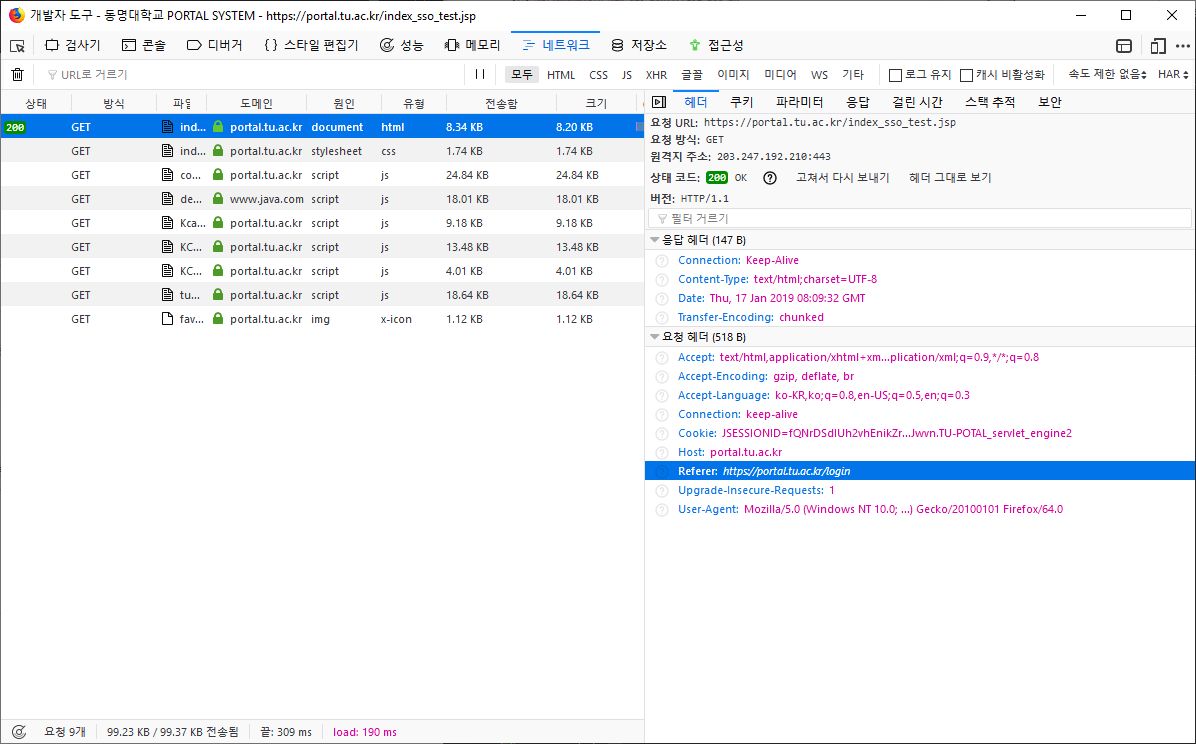 개발자 도구 - 동명대학교 PORTAL SYSTEM - https://portal.tu.ac.kr/index_sso_test.jsp
검사기 콘솔 디버거 {} 스타일 편집기 성능 메모리 네트워크 저장소 접근성
URL로 거르기 모두 HTML CSS JS XHR 글꼴 이미지 미디어 WS 기타 로그 유지 캐시 비활성화 속도 제한 없음 HAR
상태 방식 파일 도메인 원인 유형 전송함 크기
200 GET ind... portal.tu.ac.kr document html 8.34 KB 8.20 KB
GET ind... portal.tu.ac.kr stylesheet css 1.74 KB 1.74 KB
GET co... portal.tu.ac.kr script js 24.84 KB 24.84 KB
GET de... www.java.com script js 18.01 KB 18.01 KB
GET Kca... portal.tu.ac.kr script js 9.18 KB 9.18 KB
GET KC... portal.tu.ac.kr script js 13.48 KB 13.48 KB
GET KC... portal.tu.ac.kr script js 4.01 KB 4.01 KB
GET tu... portal.tu.ac.kr script js 18.64 KB 18.64 KB
GET fav... portal.tu.ac.kr img x-icon 1.12 KB 1.12 KB
요청 9개 99.23 KB / 99.37 KB 전송됨 끝: 309 ms load: 190 ms
헤더 쿠키 파라미터 응답 걸린 시간 스택 추적 보안
요청 URL: https://portal.tu.ac.kr/index_sso_test.jsp
요청 방식: GET
원격지 주소: 203.247.192.210:443
상태 코드: 200 OK 고쳐서 다시 보내기 헤더 그대로 보기
버전: HTTP/1.1
필터 거르기
응답 헤더 (147 B)
Connection: Keep-Alive
Content-Type: text/html;charset=UTF-8
Date: Thu, 17 Jan 2019 08:09:32 GMT
Transfer-Encoding: chunked
요청 헤더 (518 B)
Accept: text/html,application/xhtml+xm...plication/xml;q=0.9,*/*;q=0.8
Accept-Encoding: gzip, deflate, br
Accept-Language: ko-KR,ko;q=0.8,en-US;q=0.5,en;q=0.3
Connection: keep-alive
Cookie: JSESSIONID=fQNrDSdIUh2vhEnikZr...Jwvn.TU-POTAL_servlet_engine2
Host: portal.tu.ac.kr
Referer: https://portal.tu.ac.kr/login
Upgrade-Insecure-Requests: 1
User-Agent: Mozilla/5.0 (Windows NT 10.0; ...) Gecko/20100101 Firefox/64.0